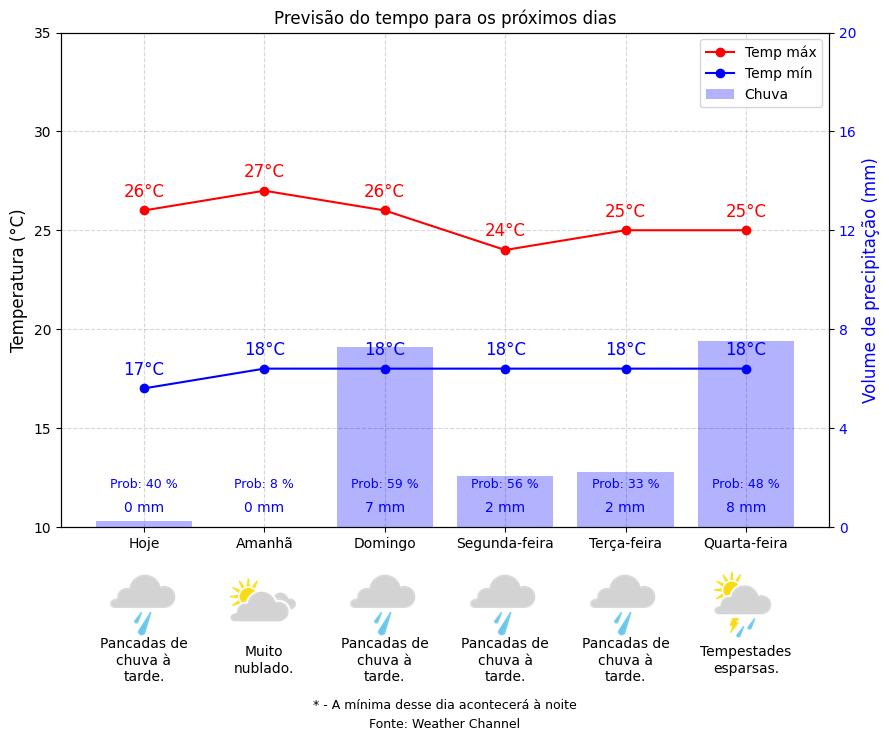 Previsão do tempo para os próximos dias
35
30
25
20
15
10
Temperatura (°C)
20
16
12
8
4
0
Volume de precipitação (mm)
Temp máx
Temp mín
Chuva
26°C
27°C
26°C
24°C
25°C
25°C
17°C
18°C
18°C
18°C
18°C
18°C
Prob: 40 %
Prob: 8 %
Prob: 59 %
Prob: 56 %
Prob: 33 %
Prob: 48 %
0 mm
0 mm
7 mm
2 mm
2 mm
8 mm
Hoje
Amanhã
Domingo
Segunda-feira
Terça-feira
Quarta-feira
Pancadas de
chuva à
tarde.
Muito
nublado.
Pancadas de
chuva à
tarde.
Pancadas de
chuva à
tarde.
Pancadas de
chuva à
tarde.
Tempestades
esparsas.
* - A mínima desse dia acontecerá à noite
Fonte: Weather Channel